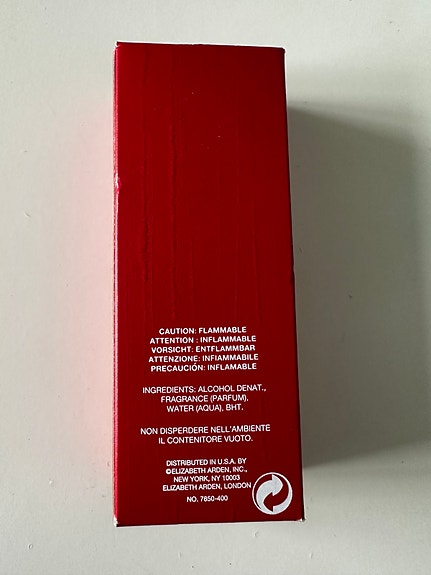 CAUTION: FLAMMABLE
ATTENTION : INFLAMMABLE
VORSICHT: ENTFLAMMBAR
ATTENZIONE: INFIAMMABILE
PRECAUCIÓN: INFLAMABLE
INGREDIENTS: ALCOHOL DENAT.,
FRAGRANCE (PARFUM),
WATER (AQUA), BHT.
NON DISPERDERE NELL'AMBIENTE
IL CONTENITORE VUOTO.
DISTRIBUTED IN U.S.A. BY
©ELIZABETH ARDEN, INC.,
NEW YORK, NY 10003
ELIZABETH ARDEN, LONDON
NO. 7850-400